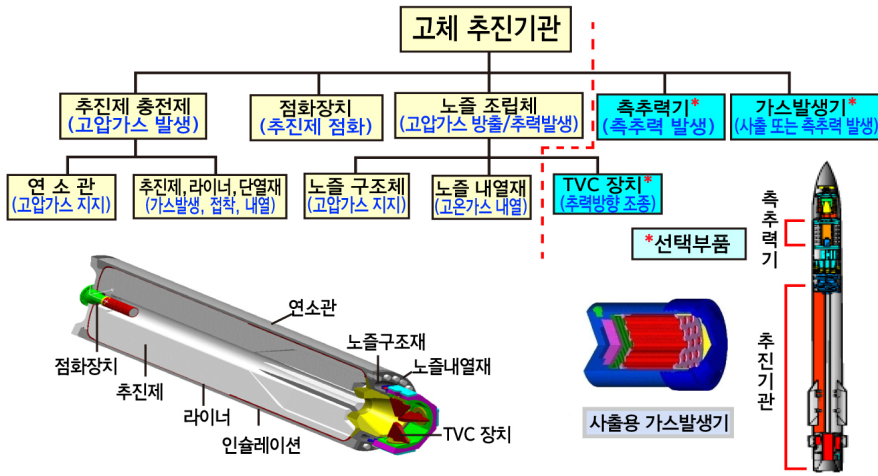 고체 추진기관
추진제 충전제
(고압가스 발생)
점화장치
(추진제 점화)
노즐 조립체
(고압가스 방출/추력발생)
측추력기*
(측추력 발생)
가스발생기*
(사출 또는 측추력 발생)
연 소 관
(고압가스 지지)
추진제,라이너,단열재
(가스발생, 접착, 내열)
노즐 구조체
(고압가스 지지)
노즐 내열재
(고온가스 내열)
TVC 장치*
(추력방향 조종)
*선택부품
측추력기
추진기관
연소관
노즐구조재
노즐내열재
점화장치
추진제
라이너
인슐레이션
TVC 장치
사출용 가스발생기